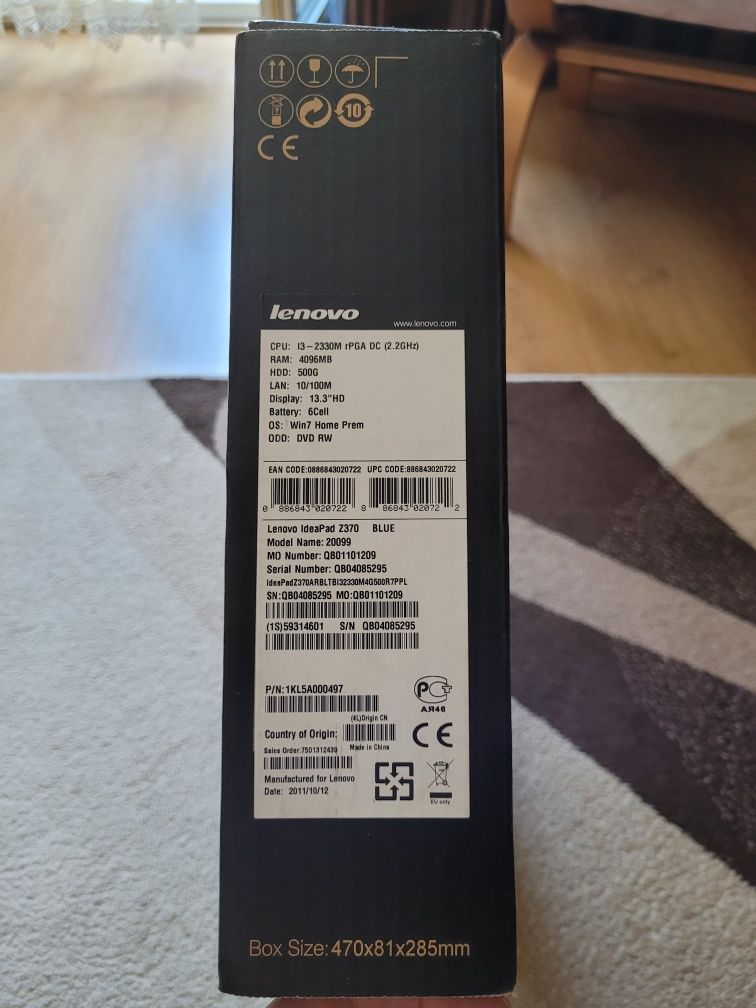 10
CE
lenovo
www.lenovo.com
CPU: I3-2330M rPGA DC (2.2GHz)
RAM: 4096MB
HDD: 500G
LAN: 10/100M
Display: 13.3"HD
Battery: 6Cell
OS: Win7 Home Prem
ODD: DVD RW
EAN CODE:0886843020722 UPC CODE:886843020722
0 886843 020722 8 86843 02072 2
Lenovo IdeaPad Z370 BLUE
Model Name: 20099
MO Number: QB01101209
Serial Number: QB04085295
IdeaPadZ370ARBLTBI32330M4G500R7PPL
SN:QB04085295 MO:QB01101209
(1S)59314601 S/N QB04085295
P/N:1KL5A000497
АЯ46
(4L)Origin CN
Country of Origin:
Made in China
CE
Sales Order:7501312439
Manufactured for Lenovo
Date: 2011/10/12
EU only
Box Size: 470x81x285mm